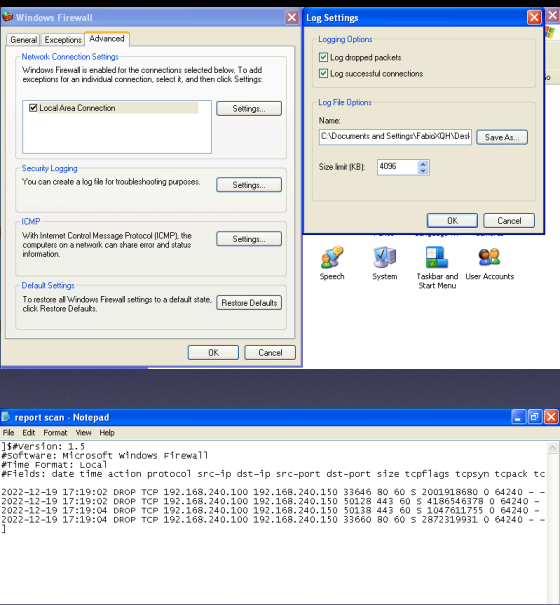 Windows Firewall
General Exceptions Advanced
Network Connection Settings
Windows Firewall is enabled for the connections selected below. To add
exceptions for an individual connection, select it, and then click Settings:
Local Area Connection
Settings...
Security Logging
You can create a log file for troubleshooting purposes.
Settings...
ICMP
With Internet Control Message Protocol (ICMP), the
computers on a network can share error and status
information.
Settings...
Default Settings
To restore all Windows Firewall settings to a default state,
click Restore Defaults.
Restore Defaults
OK Cancel
Log Settings
Logging Options
Log dropped packets
Log successful connections
Log File Options
Name:
C:\Documents and Settings\FabioXQH\Desl
Save As...
Size limit (KB): 4096
OK Cancel
Speech System Taskbar and User Accounts
Start Menu
report scan - Notepad
File Edit Format View Help
]$#Version: 1.5
#Software: Microsoft Windows Firewall
#Time Format: Local
#Fields: date time action protocol src-ip dst-ip src-port dst-port size tcpflags tcpsyn tcpack tc
2022-12-19 17:19:02 DROP TCP 192.168.240.100 192.168.240.150 33646 80 60 S 2001918680 0 64240 - -
2022-12-19 17:19:02 DROP TCP 192.168.240.100 192.168.240.150 50128 443 60 S 4186546378 0 64240 -
2022-12-19 17:19:04 DROP TCP 192.168.240.100 192.168.240.150 50138 443 60 S 1047611755 0 64240 -
2022-12-19 17:19:04 DROP TCP 192.168.240.100 192.168.240.150 33660 80 60 S 2872319931 0 64240 - -
]